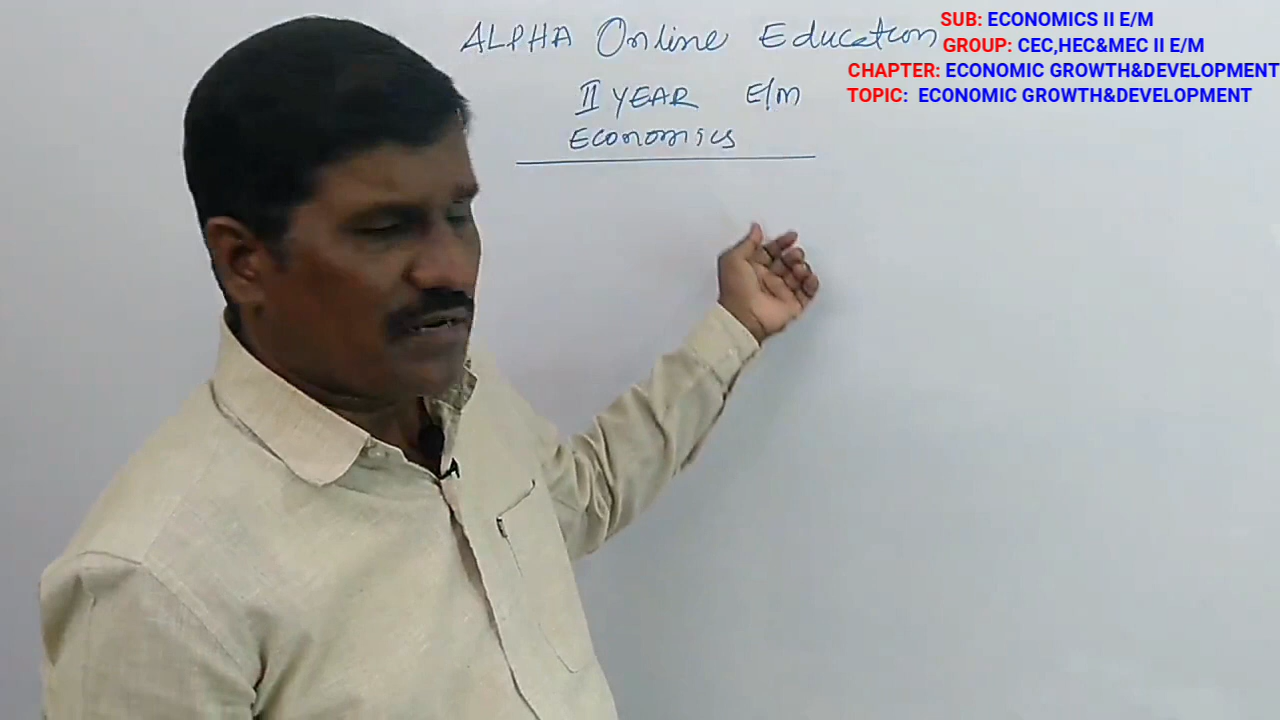 ALPHA Online Education
II YEAR E/M
Economics
SUB: ECONOMICS II E/M
GROUP: CEC,HEC&MEC II E/M
CHAPTER: ECONOMIC GROWTH&DEVELOPMENT
TOPIC: ECONOMIC GROWTH&DEVELOPMENT